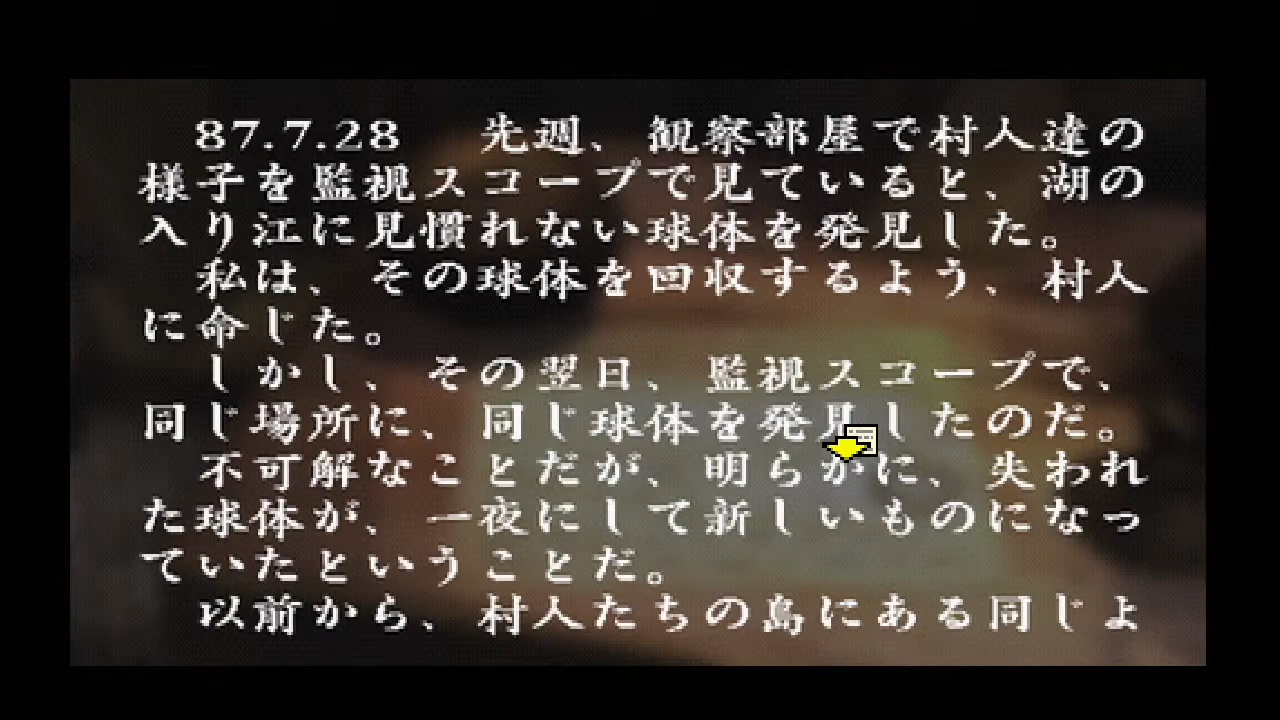 87.7.28　先週、観察部屋で村人達の
様子を監視スコープで見ていると、湖の
入り江に見慣れない球体を発見した。
私は、その球体を回収するよう、村人
に命じた。
しかし、その翌日、監視スコープで、
同じ場所に、同じ球体を発見したのだ。
不可解なことだが、明らかに、失われ
た球体が、一夜にして新しいものになっ
ていたということだ。
以前から、村人たちの島にある同じよ